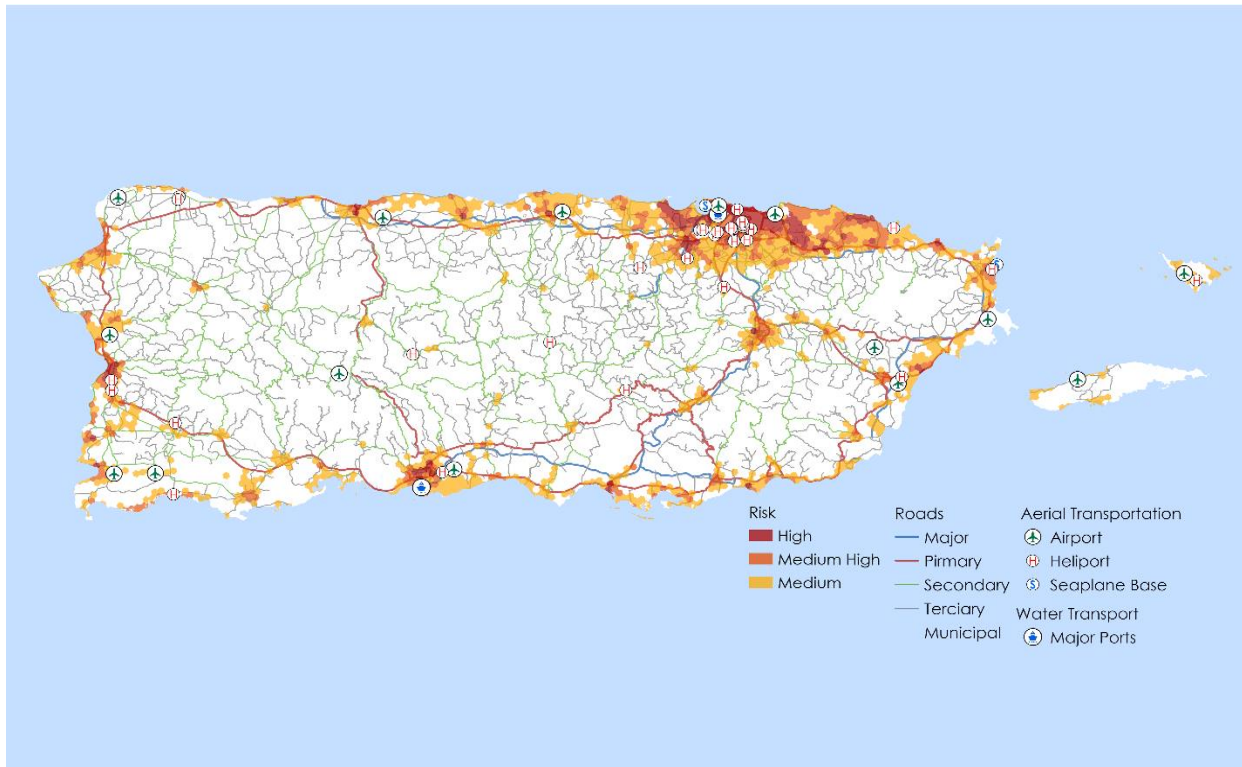 Risk
High
Medium High
Medium
Roads
Major
Pirmary
Secondary
Terciary
Municipal
Aerial Transportation
Airport
H Heliport
S Seaplane Base
Water Transport
Major Ports